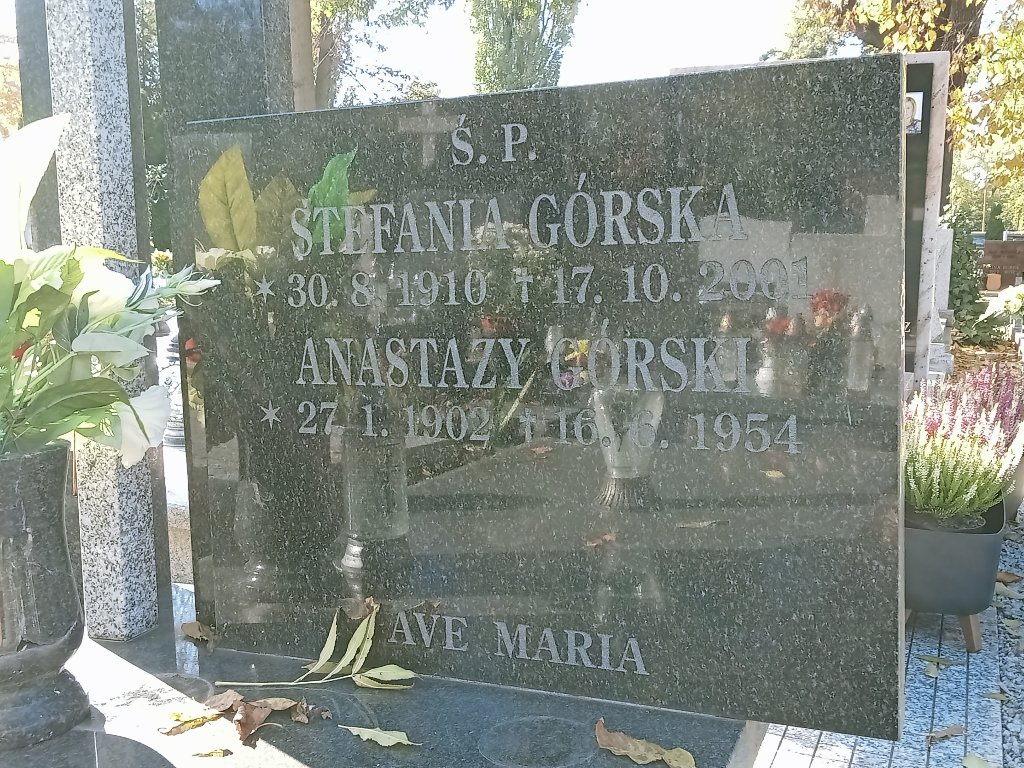 Ś. P.
STEFANIA GÓRSKA
* 30. 8. 1910 † 17. 10. 2001
ANASTAZY GÓRSKI
* 27. 1. 1902 † 16. 6. 1954
AVE MARIA